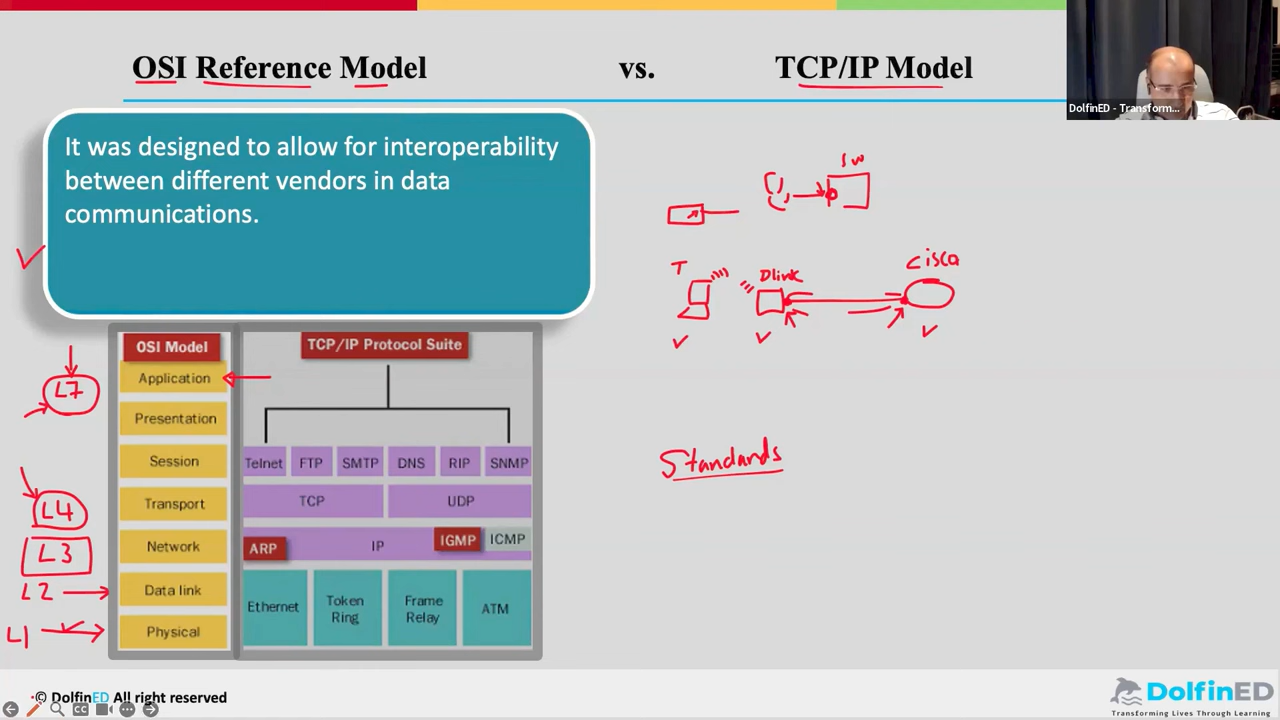 OSI Reference Model vs. TCP/IP Model
DolfinED - Transform...
It was designed to allow for interoperability
between different vendors in data
communications.
SW
T
Dlink
Cisco
OSI Model
TCP/IP Protocol Suite
Application
L7
Presentation
Session
Telnet FTP SMTP DNS RIP SNMP
Standards
L4
Transport
TCP UDP
L3
Network
ARP IP IGMP ICMP
L2
Data link
Ethernet Token Ring Frame Relay ATM
L1
Physical
© DolfinED All right reserved
CC
DolfinED
Transforming Lives Through Learning